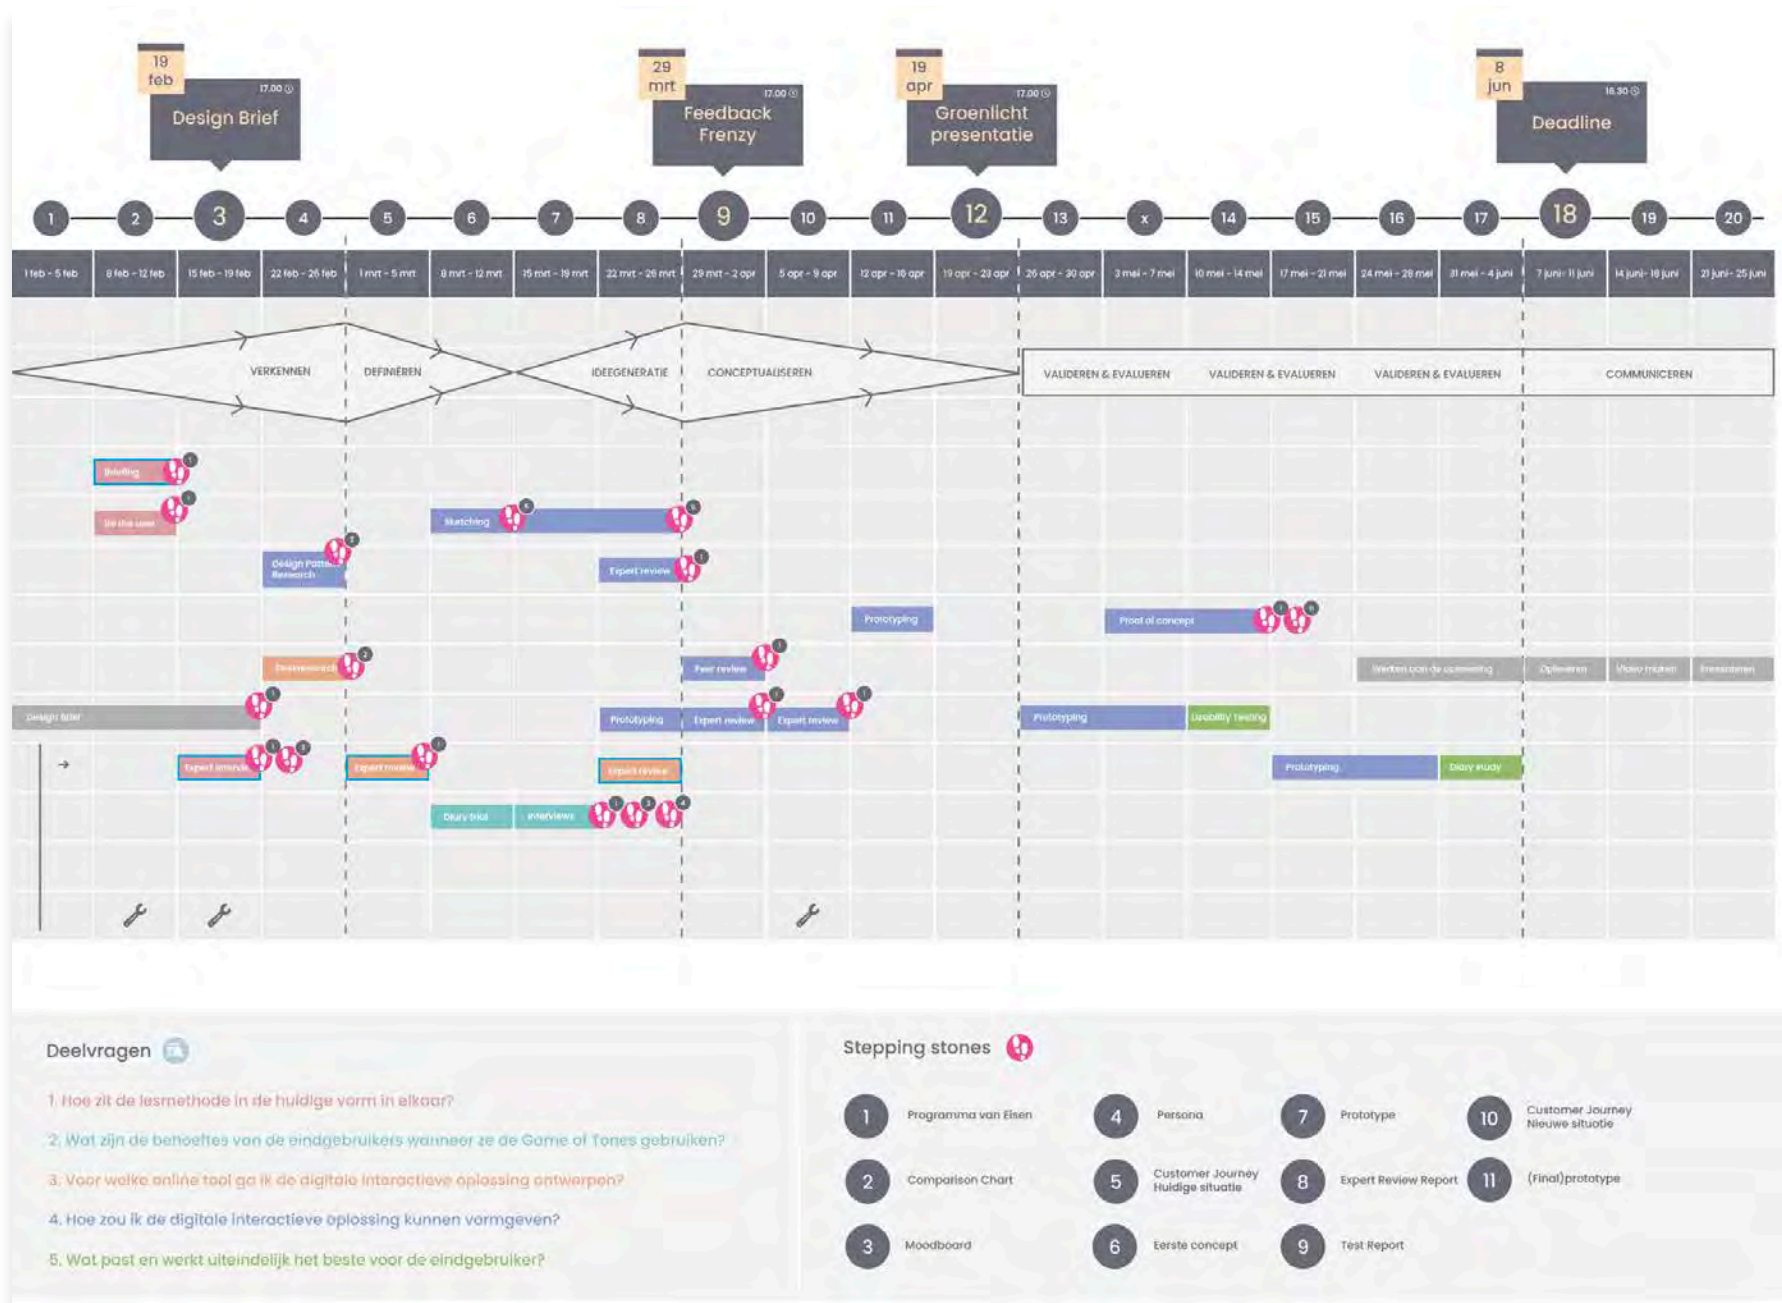 19
feb
17.00
Design Brief
29
mrt
17.00
Feedback
Frenzy
19
apr
17.00
Groenlicht
presentatie
8
jun
16.30
Deadline
1 2 3 4 5 6 7 8 9 10 11 12 13 x 14 15 16 17 18 19 20
1 feb - 5 feb
8 feb - 12 feb
15 feb - 19 feb
22 feb - 26 feb
1 mrt - 5 mrt
8 mrt - 12 mrt
15 mrt - 19 mrt
22 mrt - 26 mrt
29 mrt - 2 apr
5 apr - 9 apr
12 apr - 16 apr
19 apr - 23 apr
26 apr - 30 apr
3 mei - 7 mei
10 mei - 14 mei
17 mei - 21 mei
24 mei - 28 mei
31 mei - 4 juni
7 juni- 11 juni
14 juni- 18 juni
21 juni- 25 juni
VERKENNEN
DEFINIËREN
IDEEGENERATIE
CONCEPTUALISEREN
VALIDEREN & EVALUEREN
VALIDEREN & EVALUEREN
VALIDEREN & EVALUEREN
COMMUNICEREN
Briefing
Sketching
Design
Research
Expert review
Prototyping
Proof of concept
Peer review
Werken aan de oplevering
Opleveren
Video maken
Presenteren
Design Brief
Prototyping
Expert review
Expert review
Prototyping
Usability Testing
Expert
Expert review
Expert review
Prototyping
Diary study
Interviews
Deelvragen
1. Hoe zit de lesmethode in de huidige vorm in elkaar?
2. Wat zijn de behoeftes van de eindgebruikers wanneer ze de Game of Tones gebruiken?
3. Voor welke online tool ga ik de digitale interactieve oplossing ontwerpen?
4. Hoe zou ik de digitale interactieve oplossing kunnen vormgeven?
5. Wat past en werkt uiteindelijk het beste voor de eindgebruiker?
Stepping stones
1 Programma van Eisen
2 Comparison Chart
3 Moodboard
4 Persona
5 Customer Journey
Huidige situatie
6 Eerste concept
7 Prototype
8 Expert Review Report
9 Test Report
10 Customer Journey
Nieuwe situatie
11 (Final)prototype